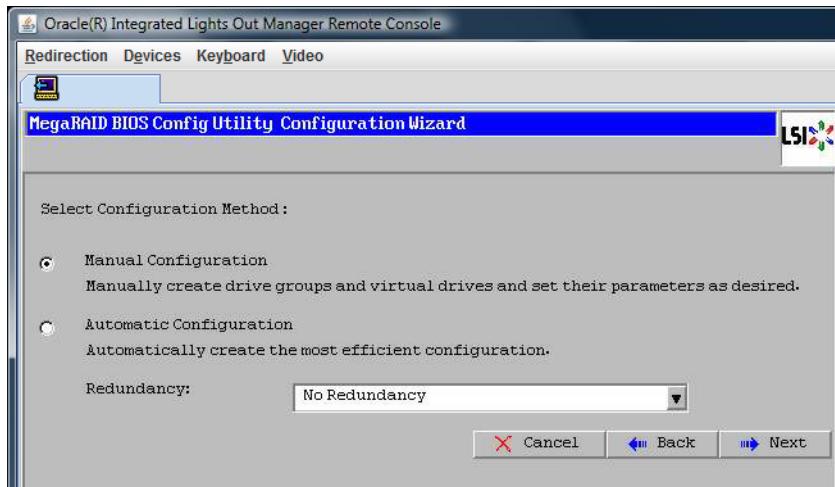 Oracle(R) Integrated Lights Out Manager Remote Console
Redirection Devices Keyboard Video
MegaRAID BIOS Config Utility Configuration Wizard
LSI
Select Configuration Method:
Manual Configuration
Manually create drive groups and virtual drives and set their parameters as desired.
Automatic Configuration
Automatically create the most efficient configuration.
Redundancy: No Redundancy
Cancel Back Next